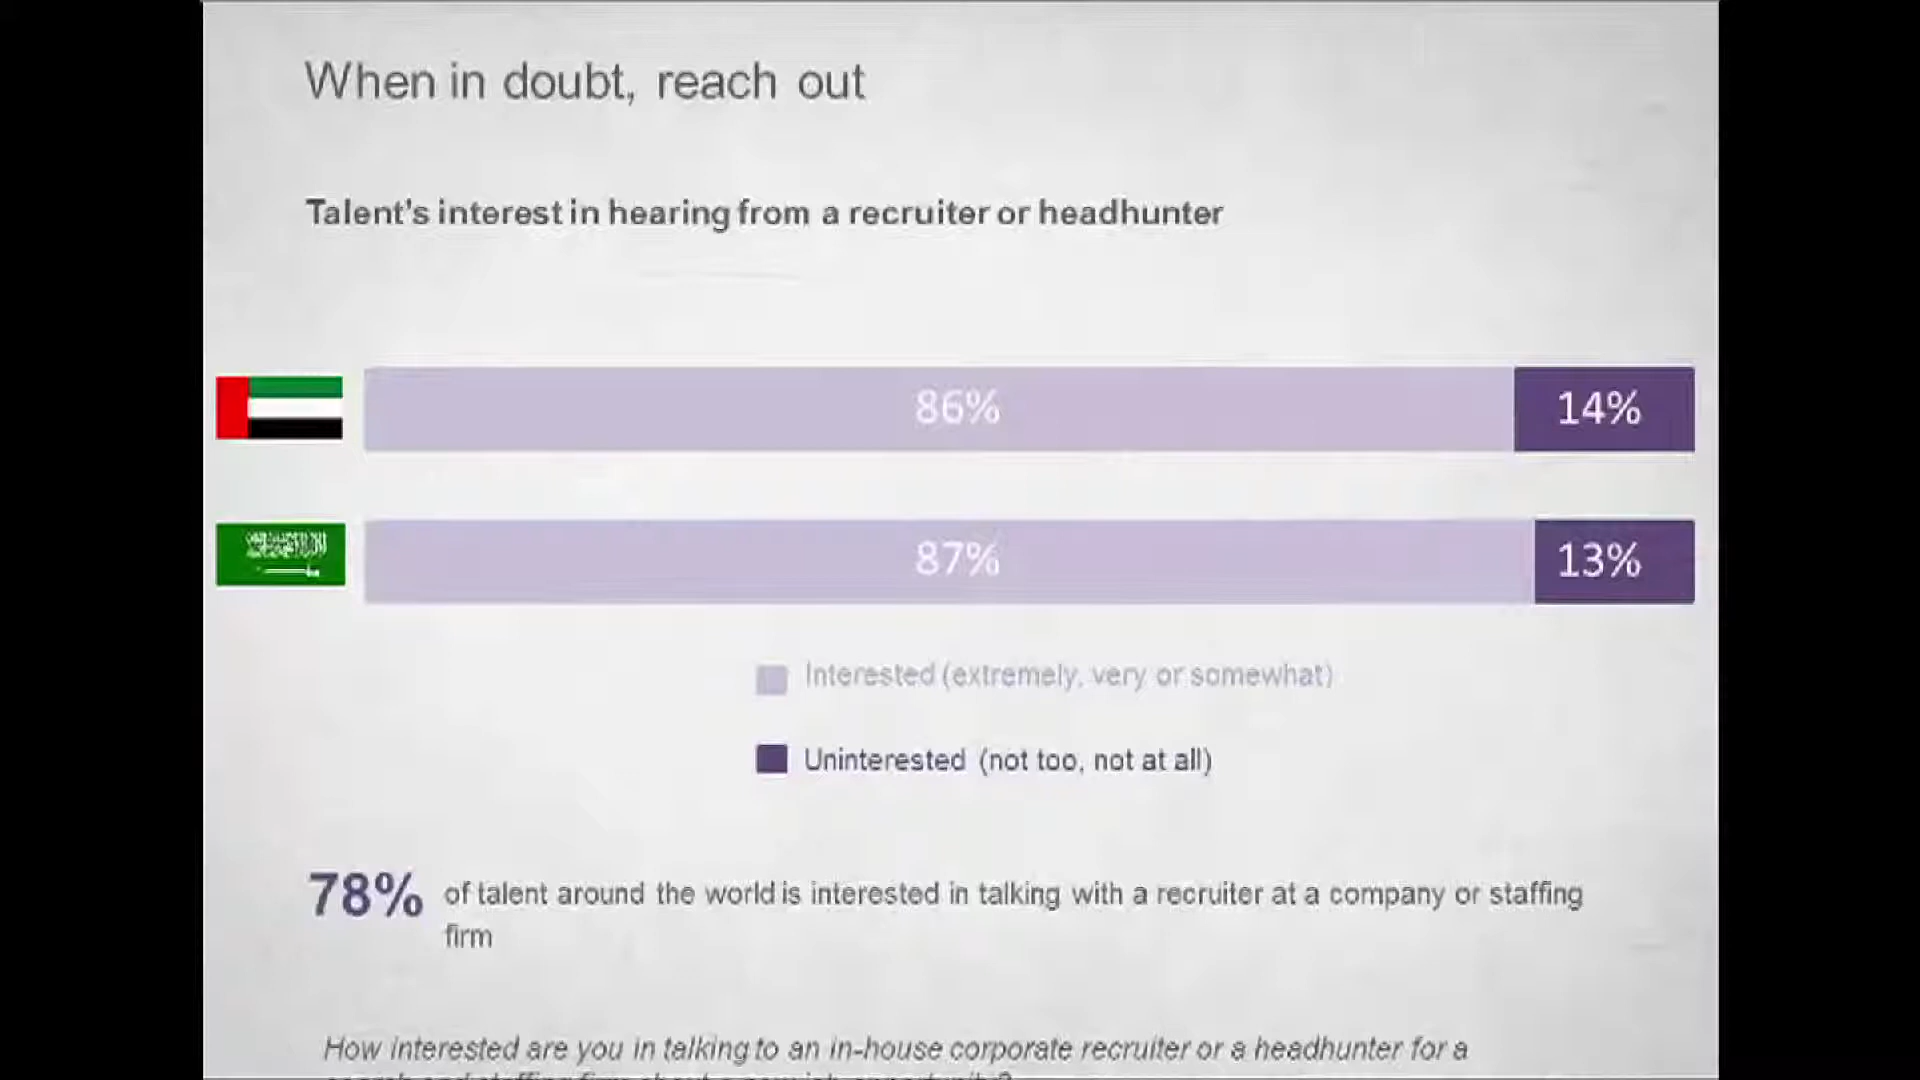 When in doubt, reach out
Talent's interest in hearing from a recruiter or headhunter
86% 14%
87% 13%
Interested (extremely, very or somewhat)
Uninterested (not too, not at all)
78% of talent around the world is interested in talking with a recruiter at a company or staffing
firm
How interested are you in talking to an in-house corporate recruiter or a headhunter for a